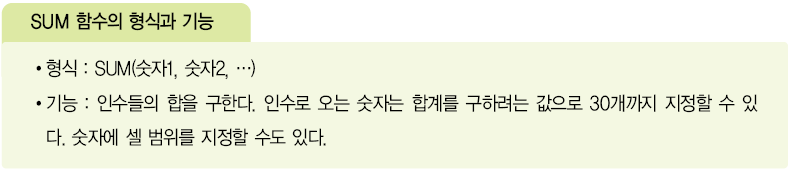 SUM 함수의 형식과 기능
• 형식 : SUM(숫자1, 숫자2, …)
• 기능 : 인수들의 합을 구한다. 인수로 오는 숫자는 합계를 구하려는 값으로 30개까지 지정할 수 있
다. 숫자에 셀 범위를 지정할 수도 있다.